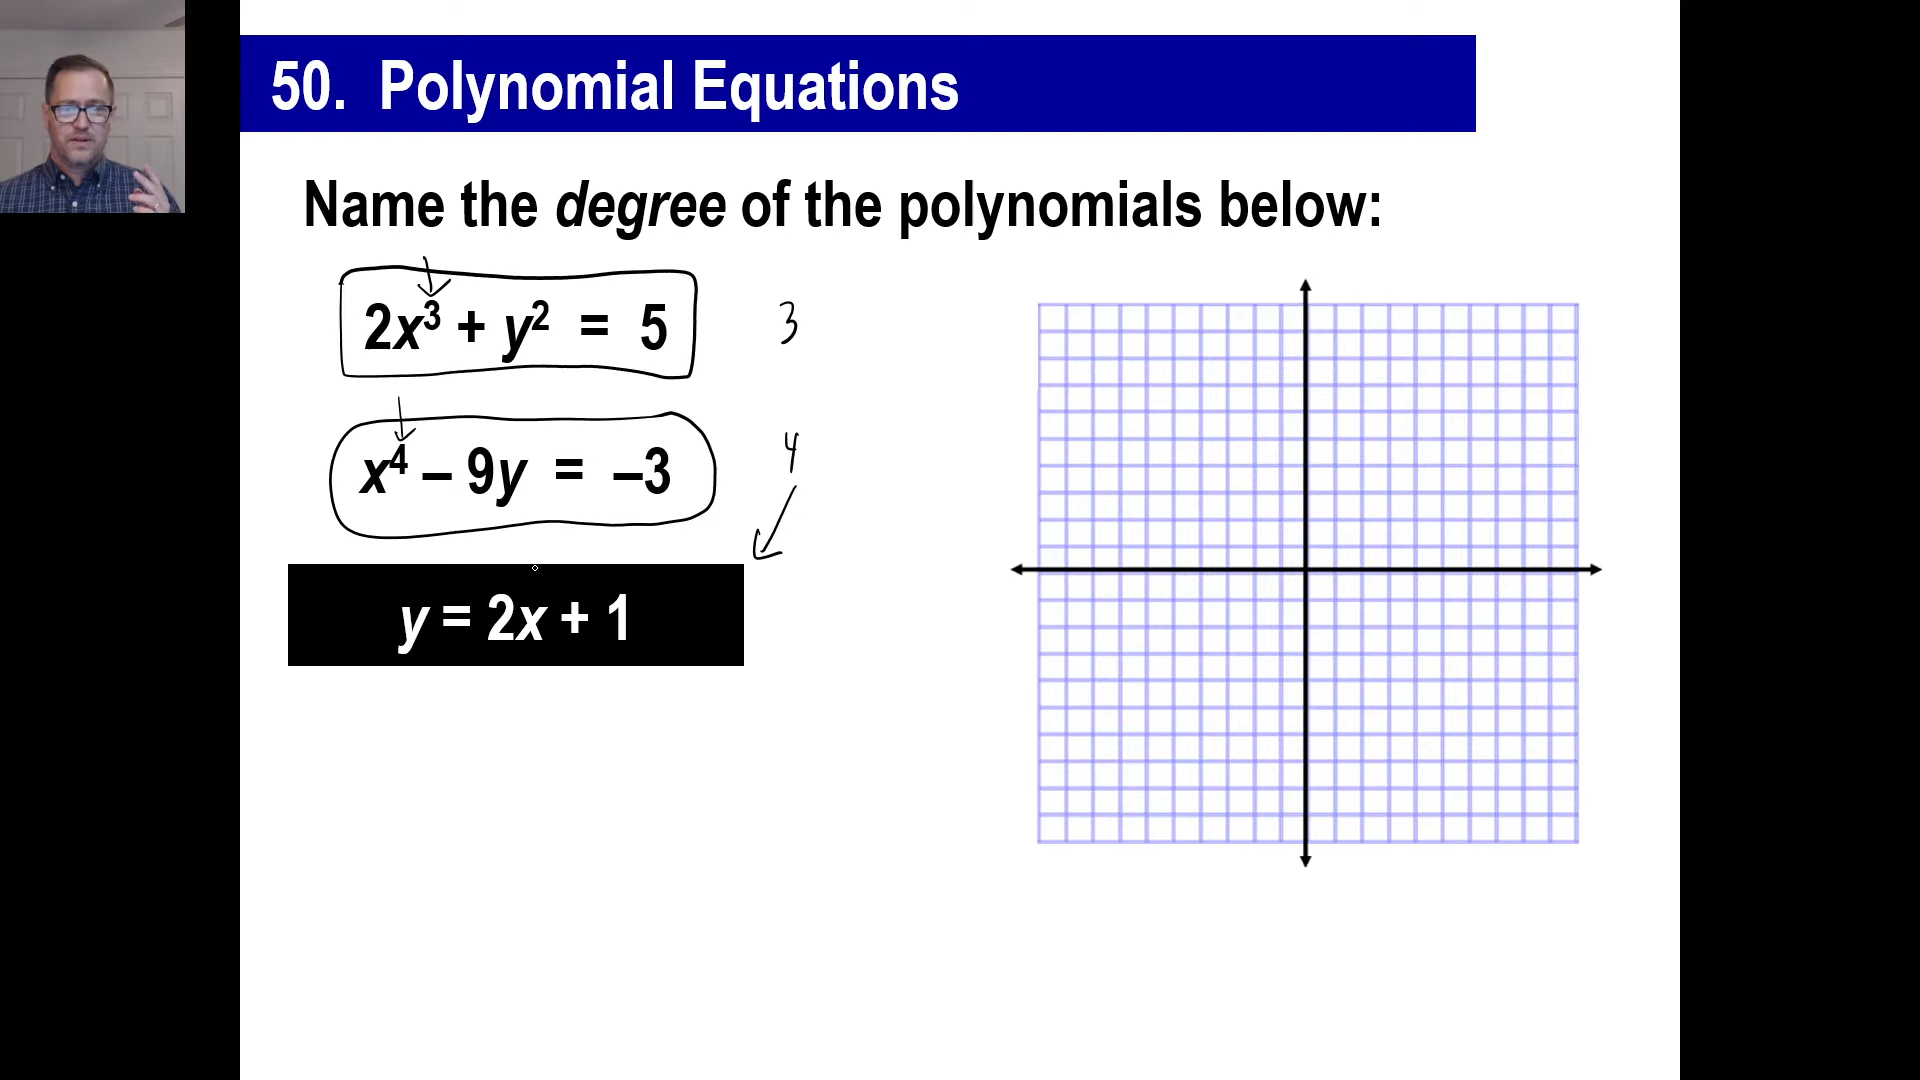 50. Polynomial Equations
Name the degree of the polynomials below:
2x³ + y² = 5 3
x⁴ – 9y = –3 4
y = 2x + 1